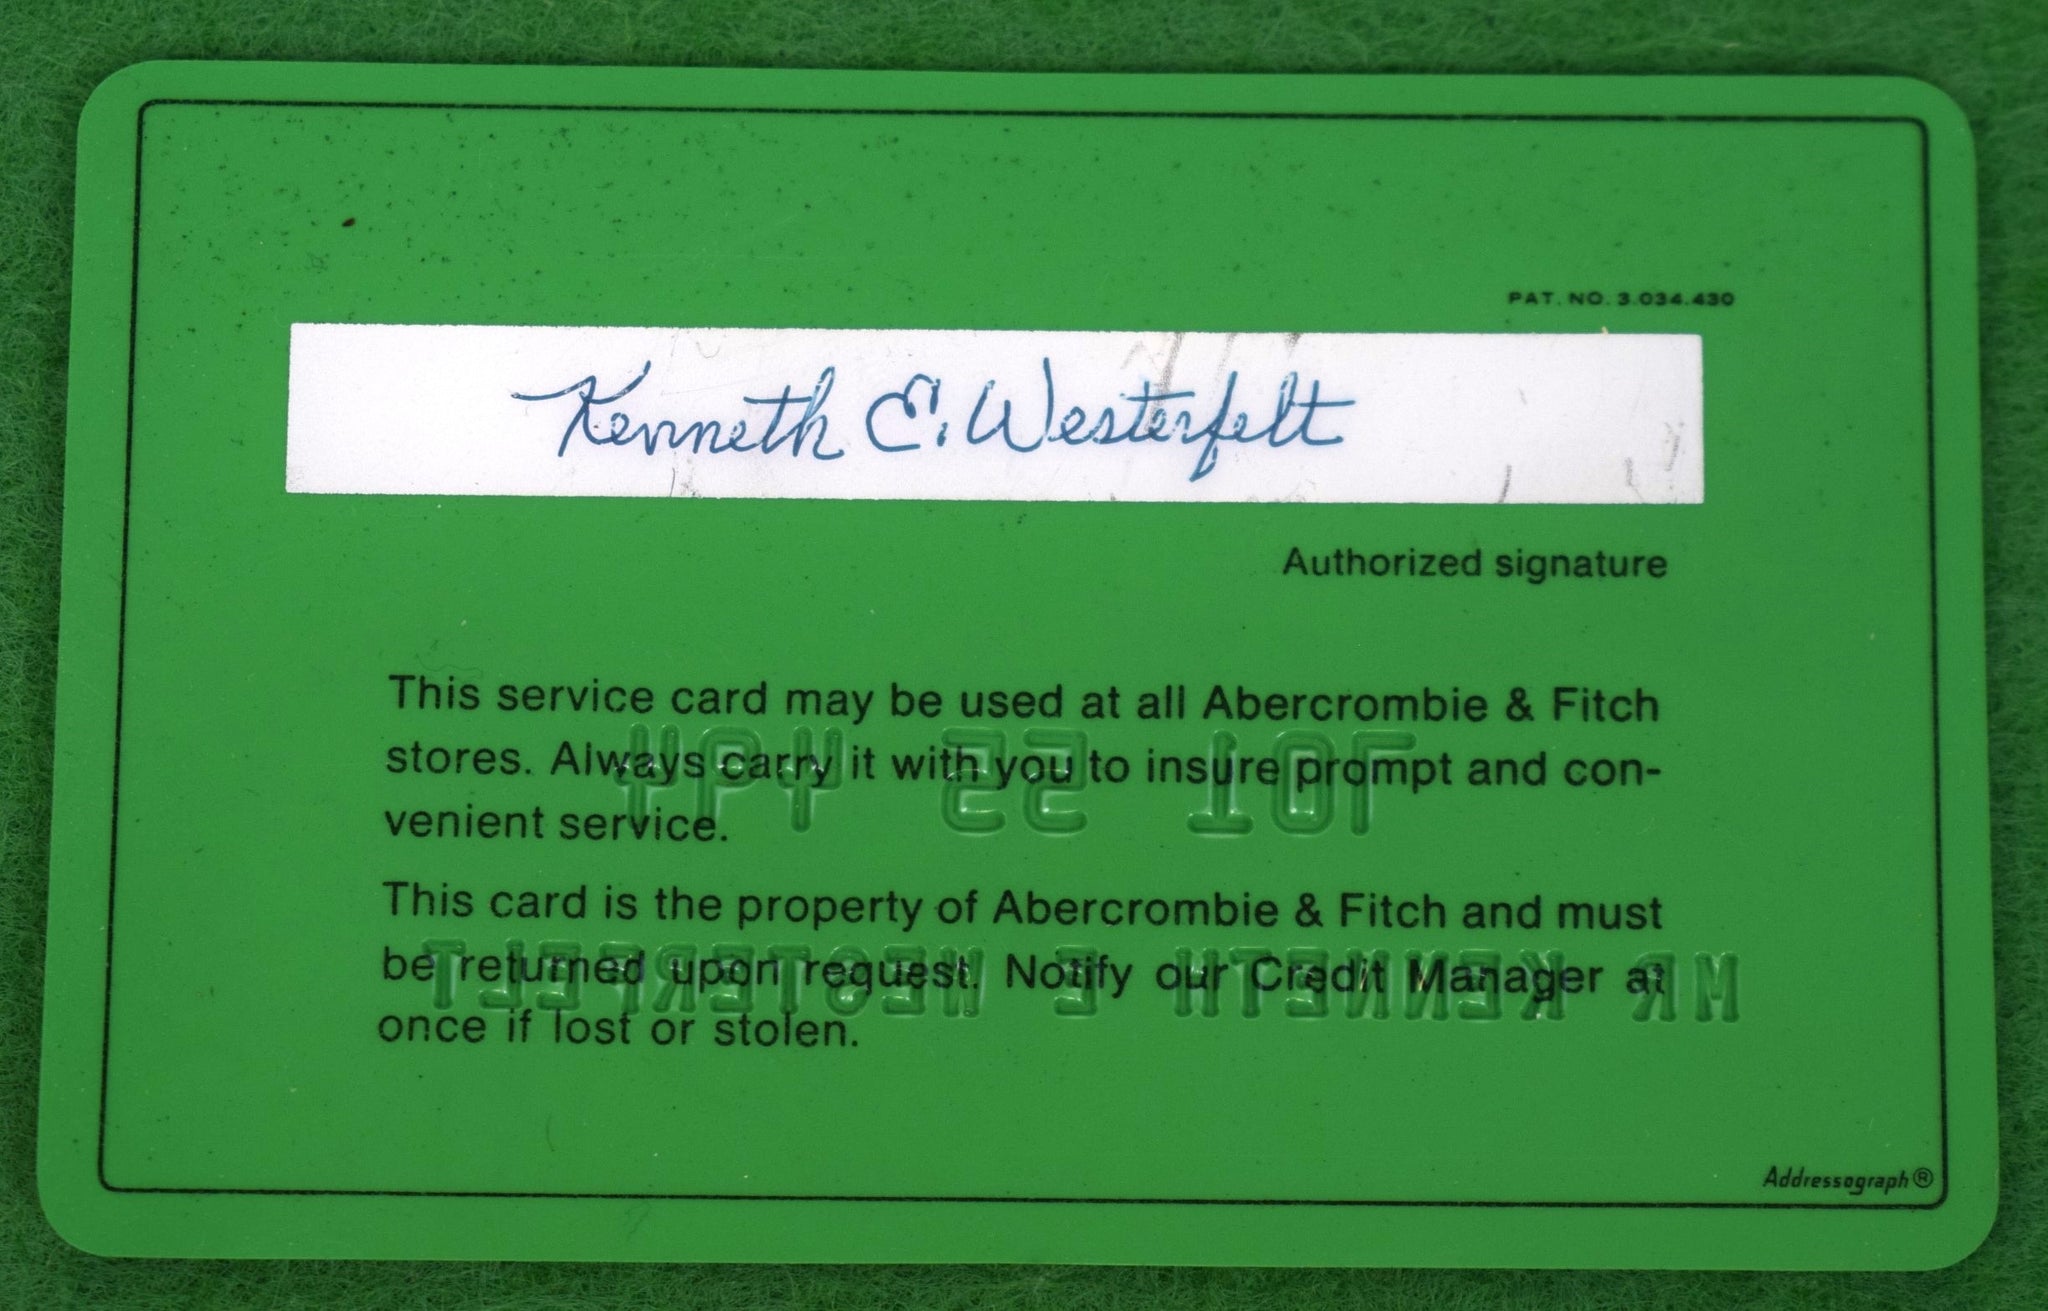 PAT. NO. 3.034.430
Kenneth E. Westerfelt
Authorized signature
This service card may be used at all Abercrombie & Fitch
stores. Always carry it with you to insure prompt and con-
venient service.
This card is the property of Abercrombie & Fitch and must
be returned upon request. Notify our Credit Manager at
once if lost or stolen.
MR KENNETH E WESTERFELT
Addressograph®